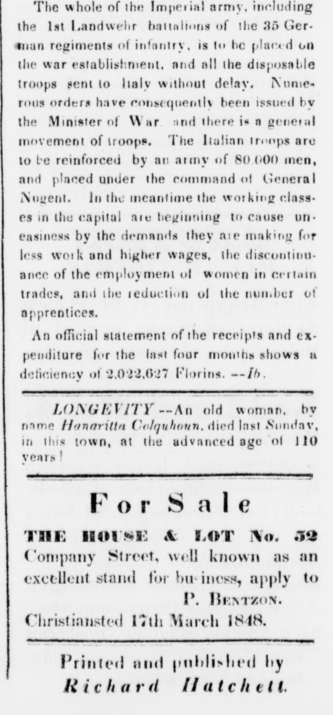 The whole of the Imperial army, including
the 1st Landwehr battalions of the 35 Ger-
man regiments of infantry, is to be placed on
the war establishment, and all the disposable
troops sent to Italy without delay. Nume-
rous orders have consequently been issued by
the Minister of War and there is a general
movement of troops. The Italian troops are
to be reinforced by an army of 80,000 men,
and placed under the command of General
Nugent. In the meantime the working class-
es in the capital are beginning to cause un-
easiness by the demands they are making for
less work and higher wages, the discontinu-
ance of the employment of women in certain
trades, and the reduction of the number of
apprentices.
An official statement of the receipts and ex-
penditure for the last four months shows a
deficiency of 2,022,627 Florins. --Ib.
LONGEVITY--An old woman, by
name Hanaritta Colquhoun, died last Sunday,
in this town, at the advanced age of 110
years!
For Sale
THE HOUSE & LOT No. 52
Company Street, well known as an
excellent stand for business, apply to
P. BENTZON.
Christiansted 17th March 1848.
Printed and published by
Richard Hatchett.